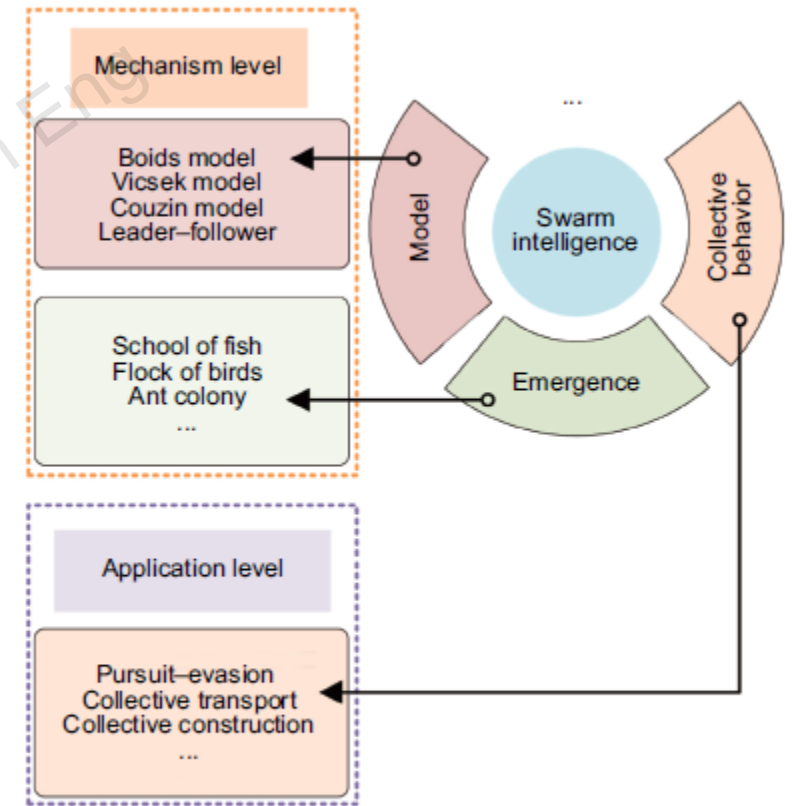 Mechanism level
Boids model
Vicsek model
Couzin model
Leader–follower
School of fish
Flock of birds
Ant colony
...
Application level
Pursuit–evasion
Collective transport
Collective construction
...
...
Model
Swarm
intelligence
Collective
behavior
Emergence
Eng